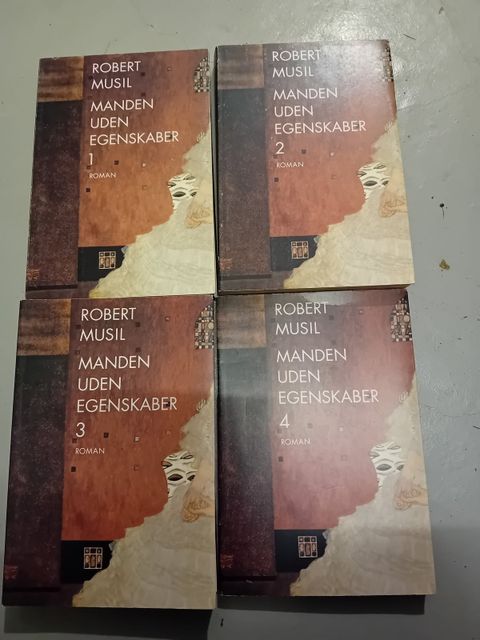 ROBERT
MUSIL
MANDEN
UDEN
EGENSKABER
1
ROMAN
ROBERT
MUSIL
MANDEN
UDEN
EGENSKABER
2
ROMAN
ROBERT
MUSIL
MANDEN
UDEN
EGENSKABER
3
ROMAN
ROBERT
MUSIL
MANDEN
UDEN
EGENSKABER
4
ROMAN